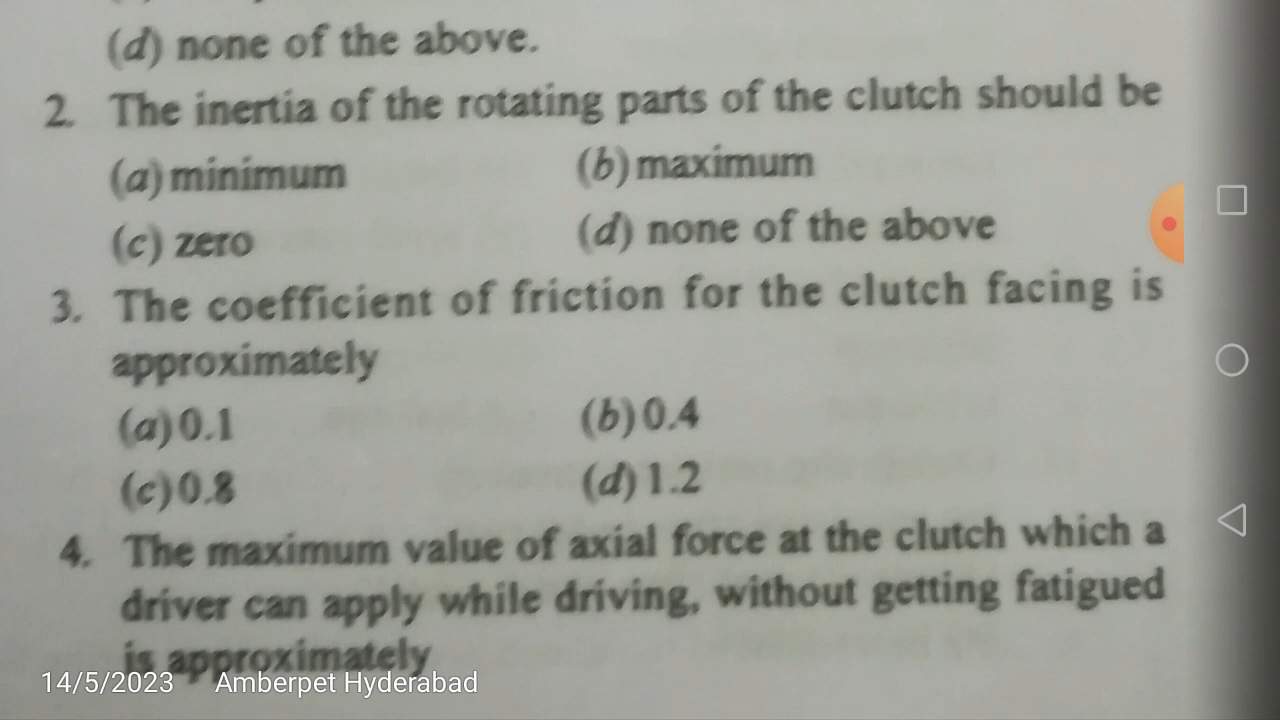 (d) none of the above.
2. The inertia of the rotating parts of the clutch should be
(a) minimum (b) maximum
(c) zero (d) none of the above
3. The coefficient of friction for the clutch facing is
approximately
(a) 0.1 (b) 0.4
(c) 0.8 (d) 1.2
4. The maximum value of axial force at the clutch which a
driver can apply while driving, without getting fatigued
is approximately
14/5/2023 Amberpet Hyderabad